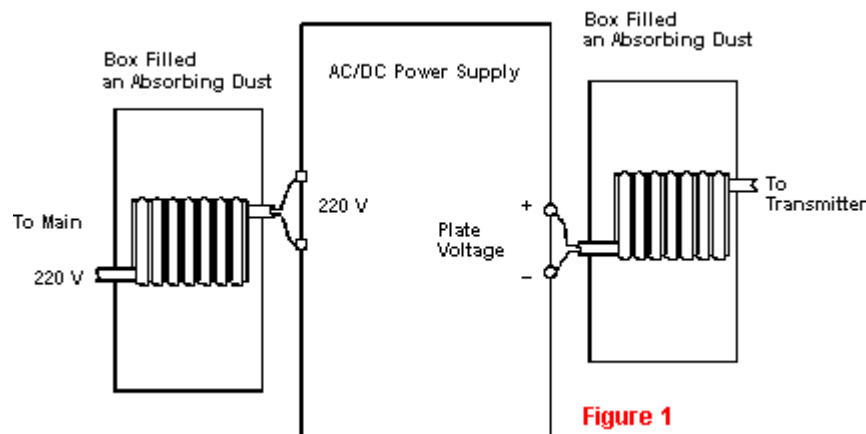 Box Filled
an Absorbing Dust
AC/DC Power Supply
Box Filled
an Absorbing Dust
To Main
220 V
220 V
+
Plate
Voltage
–
To
Transmitter
Figure 1